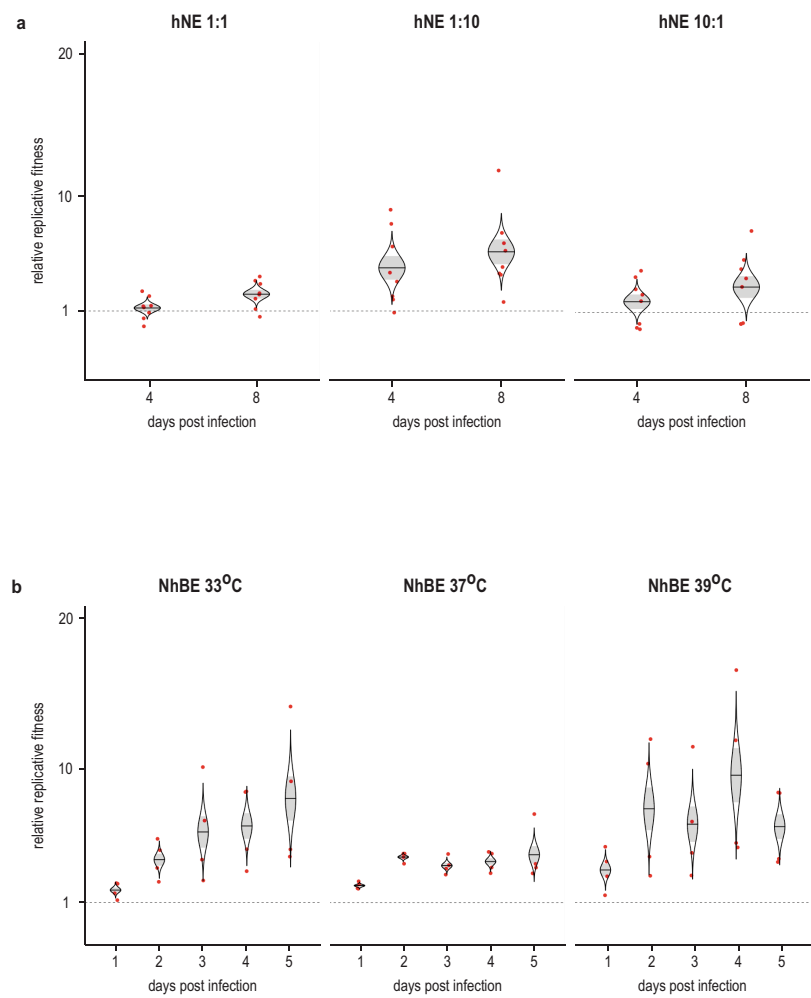 a
hNE 1:1 hNE 1:10 hNE 10:1
20
10
1
relative replicative fitness
4 8 4 8 4 8
days post infection days post infection days post infection
b
NhBE 33ºC NhBE 37ºC NhBE 39ºC
20
10
1
relative replicative fitness
1 2 3 4 5 1 2 3 4 5 1 2 3 4 5
days post infection days post infection days post infection